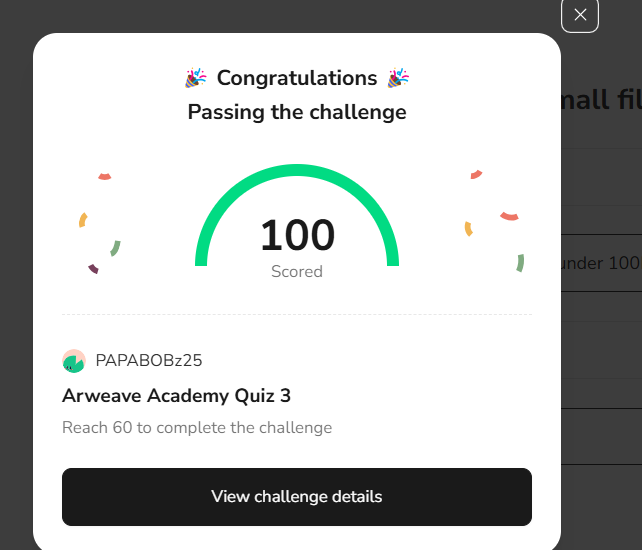 Congratulations
Passing the challenge
mall fil
100
Scored
under 100
PAPABOBz25
Arweave Academy Quiz 3
Reach 60 to complete the challenge
View challenge details